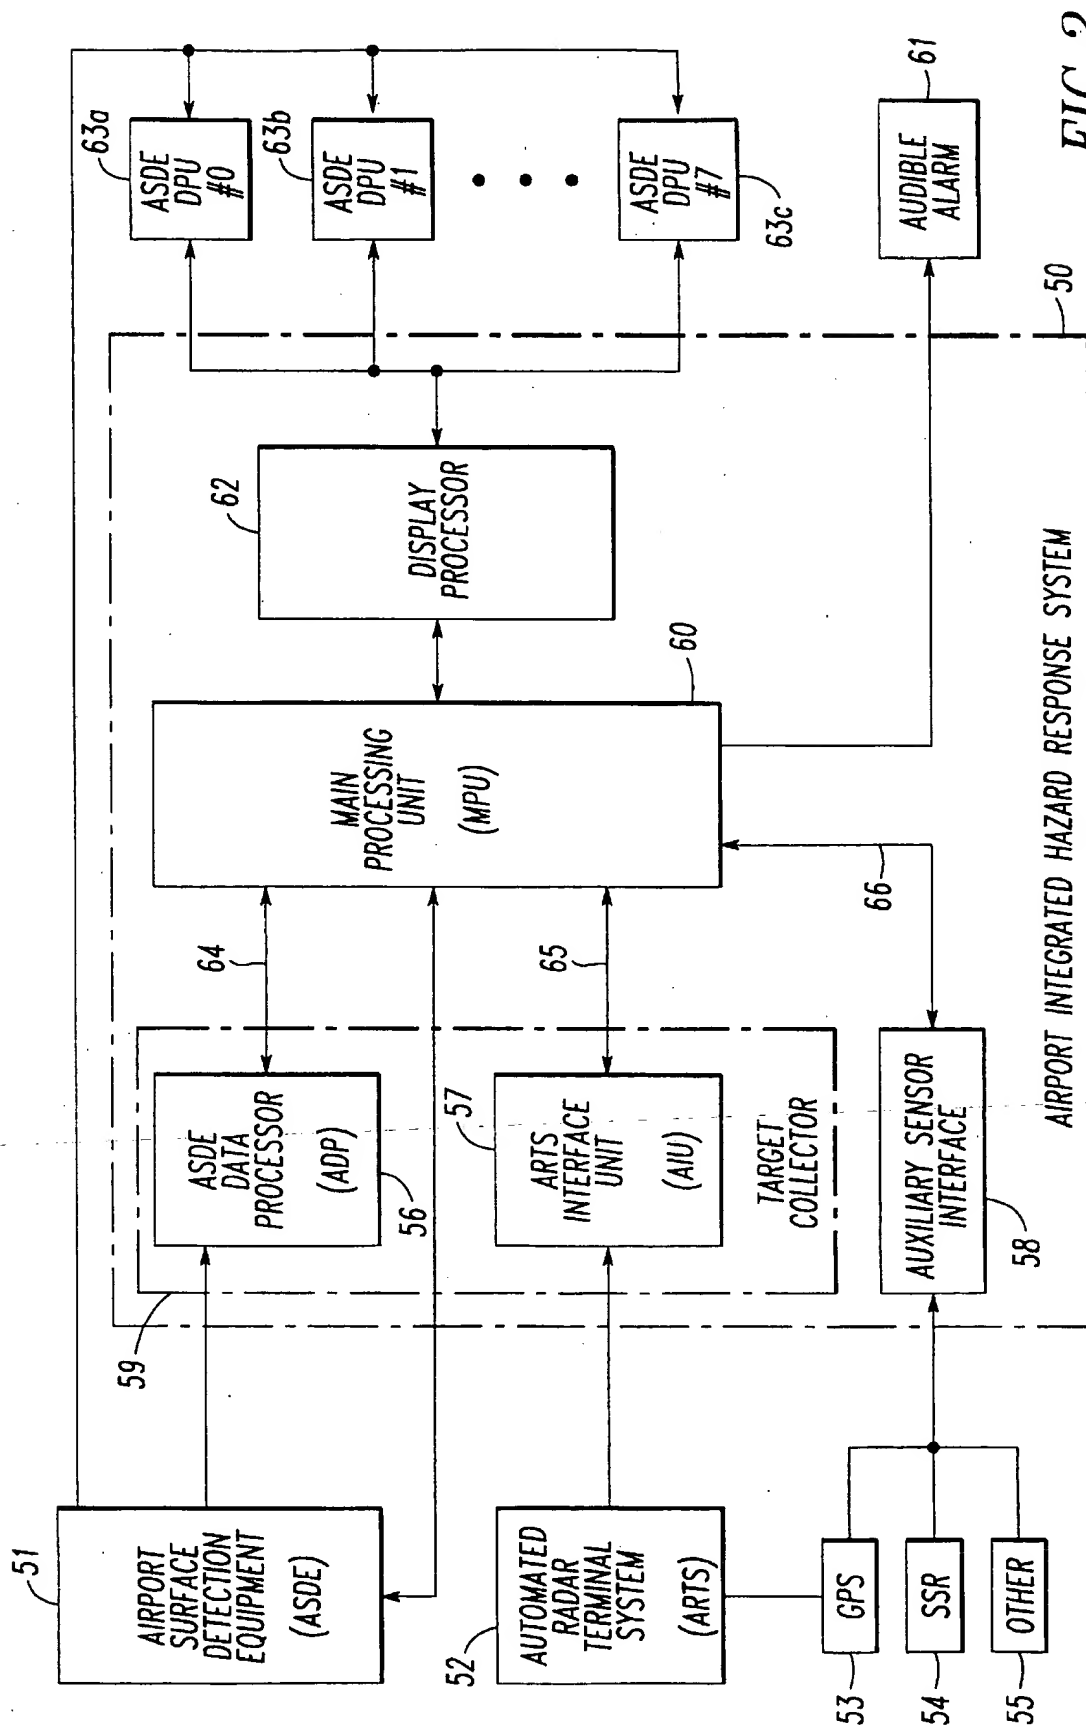 51
AIRPORT
SURFACE
DETECTION
EQUIPMENT
(ASDE)
52
AUTOMATED
RADAR
TERMINAL
SYSTEM
(ARTS)
53
GPS
54
SSR
55
OTHER
59
ASDE
DATA
PROCESSOR
(ADP)
56
57
ARTS
INTERFACE
UNIT
(AIU)
TARGET
COLLECTOR
AUXILIARY SENSOR
INTERFACE
58
64
65
66
MAIN
PROCESSING
UNIT
(MPU)
60
62
DISPLAY
PROCESSOR
63a
ASDE
DPU
#0
63b
ASDE
DPU
#1
ASDE
DPU
#7
63c
AUDIBLE
ALARM
61
50
AIRPORT INTEGRATED HAZARD RESPONSE SYSTEM